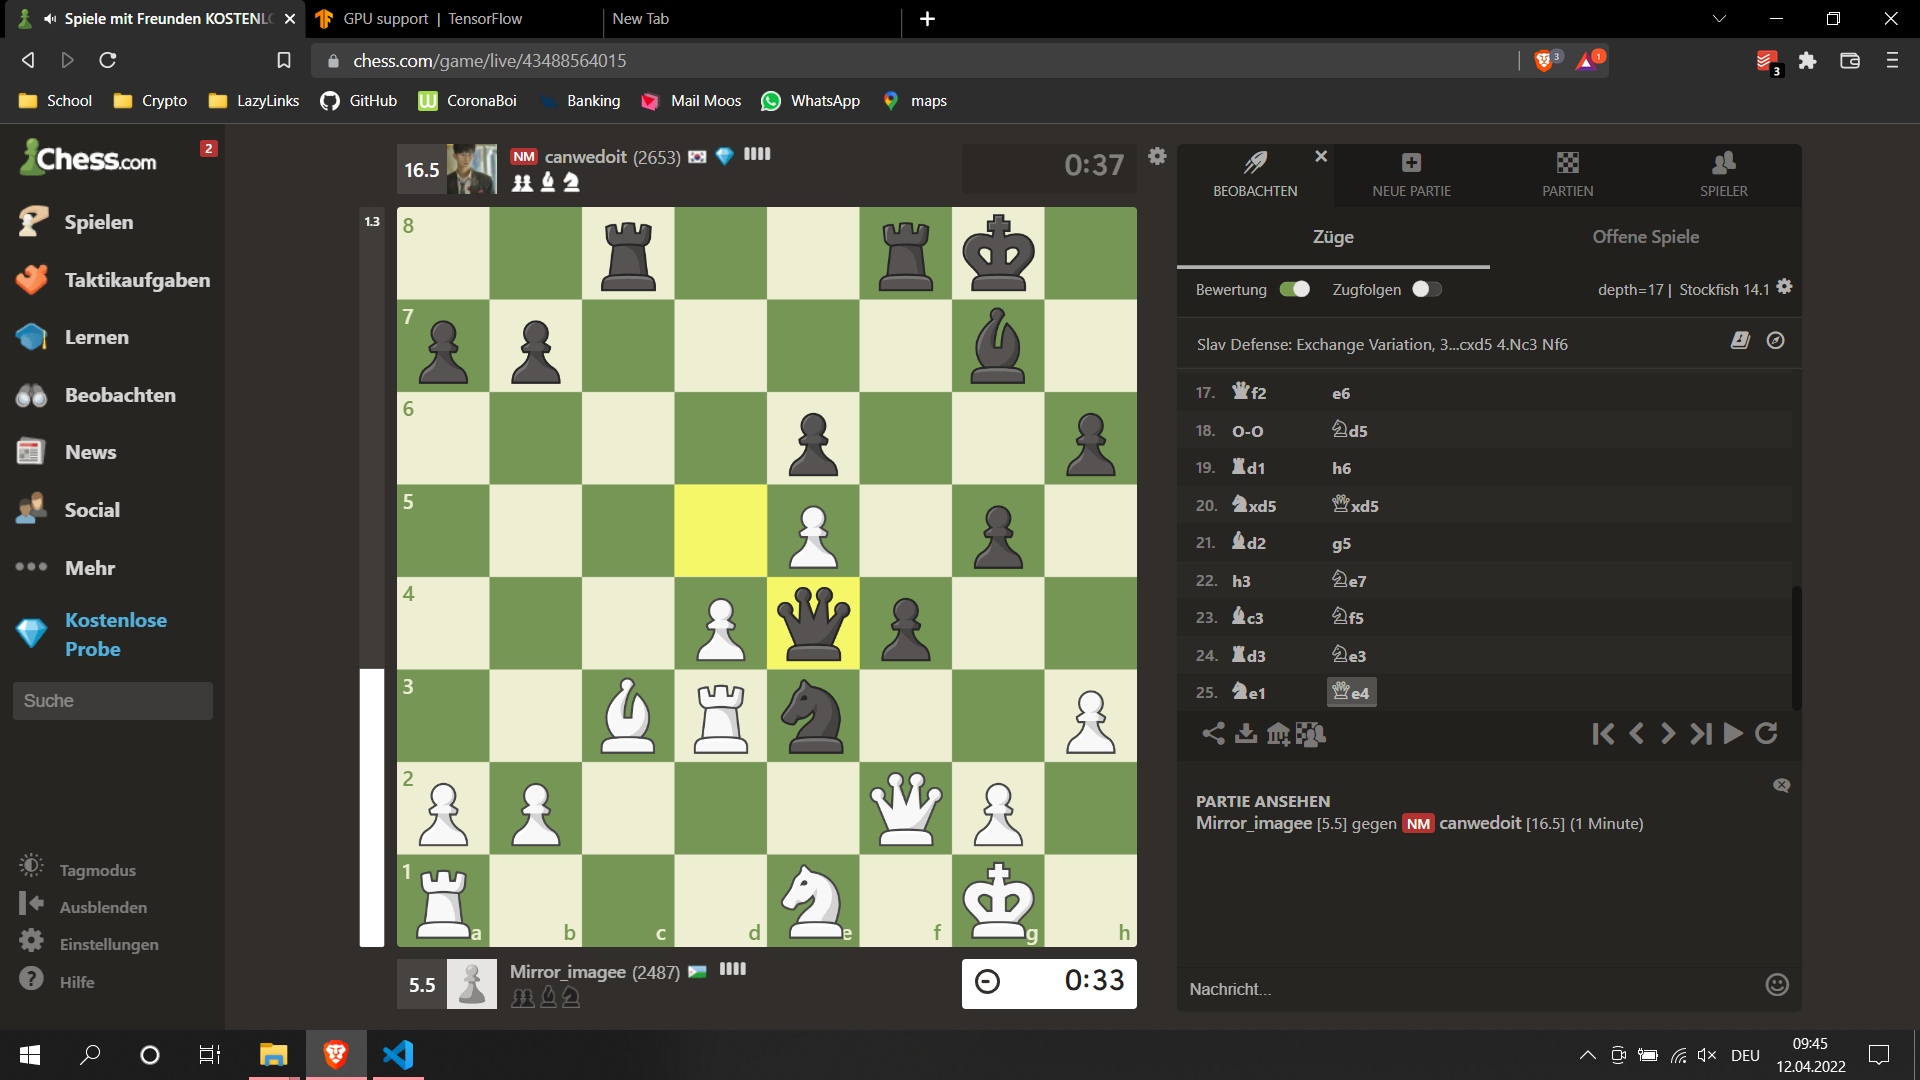 Spiele mit Freunden KOSTENLO
GPU support | TensorFlow
New Tab
chess.com/game/live/43488564015
3
1
3
School
Crypto
LazyLinks
GitHub
CoronaBoi
Banking
Mail Moos
WhatsApp
maps
Chess.com
2
Spielen
Taktikaufgaben
Lernen
Beobachten
News
Social
Mehr
Kostenlose
Probe
Suche
Tagmodus
Ausblenden
Einstellungen
Hilfe
16.5
NM canwedoit (2653)
0:37
1.3
8
7
6
5
4
3
2
1
a b c d e f g h
5.5
Mirror_imagee (2487)
0:33
BEOBACHTEN
NEUE PARTIE
PARTIEN
SPIELER
Züge
Offene Spiele
Bewertung
Zugfolgen
depth=17 | Stockfish 14.1
Slav Defense: Exchange Variation, 3...cxd5 4.Nc3 Nf6
17. ♛f2 e6
18. O-O ♘d5
19. ♜d1 h6
20. ♞xd5 ♕xd5
21. ♝d2 g5
22. h3 ♘e7
23. ♝c3 ♘f5
24. ♜d3 ♘e3
25. ♞e1 ♕e4
PARTIE ANSEHEN
Mirror_imagee [5.5] gegen NM canwedoit [16.5] (1 Minute)
Nachricht...
DEU
09:45
12.04.2022